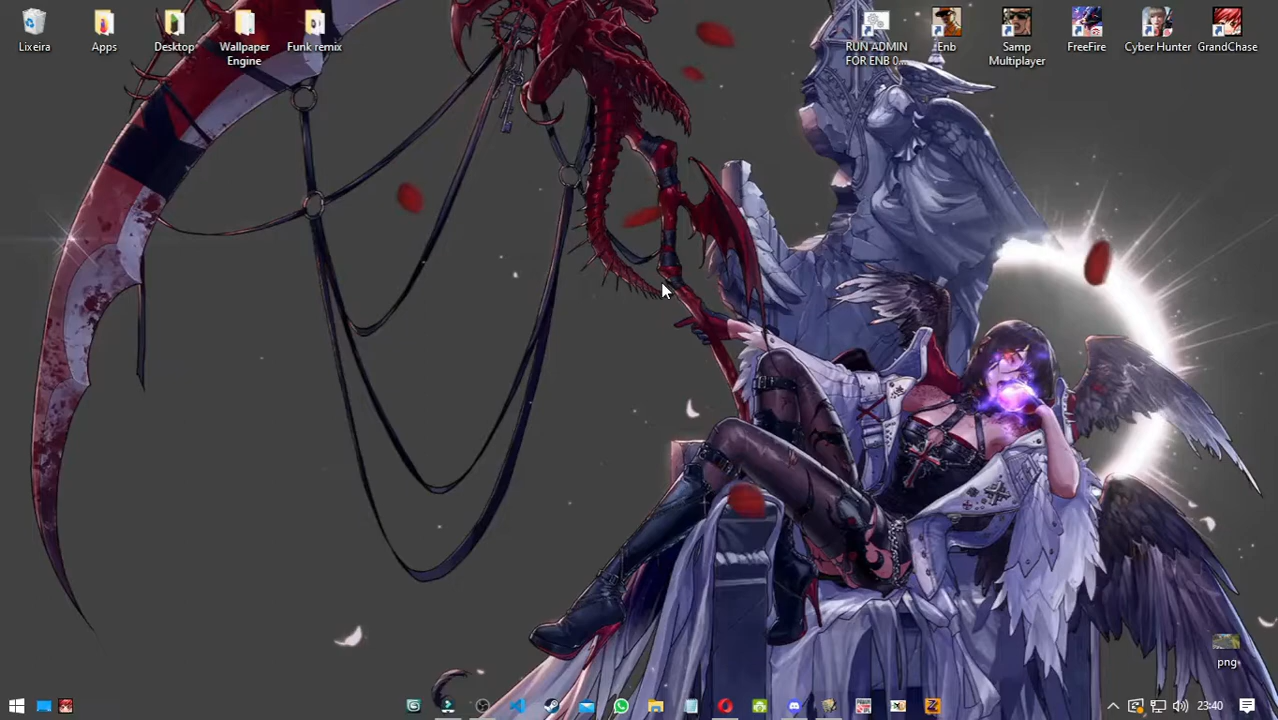 Lixeira
Apps
Desktop
Wallpaper
Engine
Funk remix
RUN ADMIN
FOR ENB 0....
Enb
Samp
Multiplayer
FreeFire
Cyber Hunter
GrandChase
png
23:40